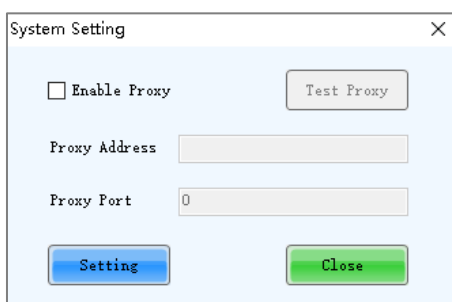 System Setting
Enable Proxy Test Proxy
Proxy Address
Proxy Port 0
Setting Close